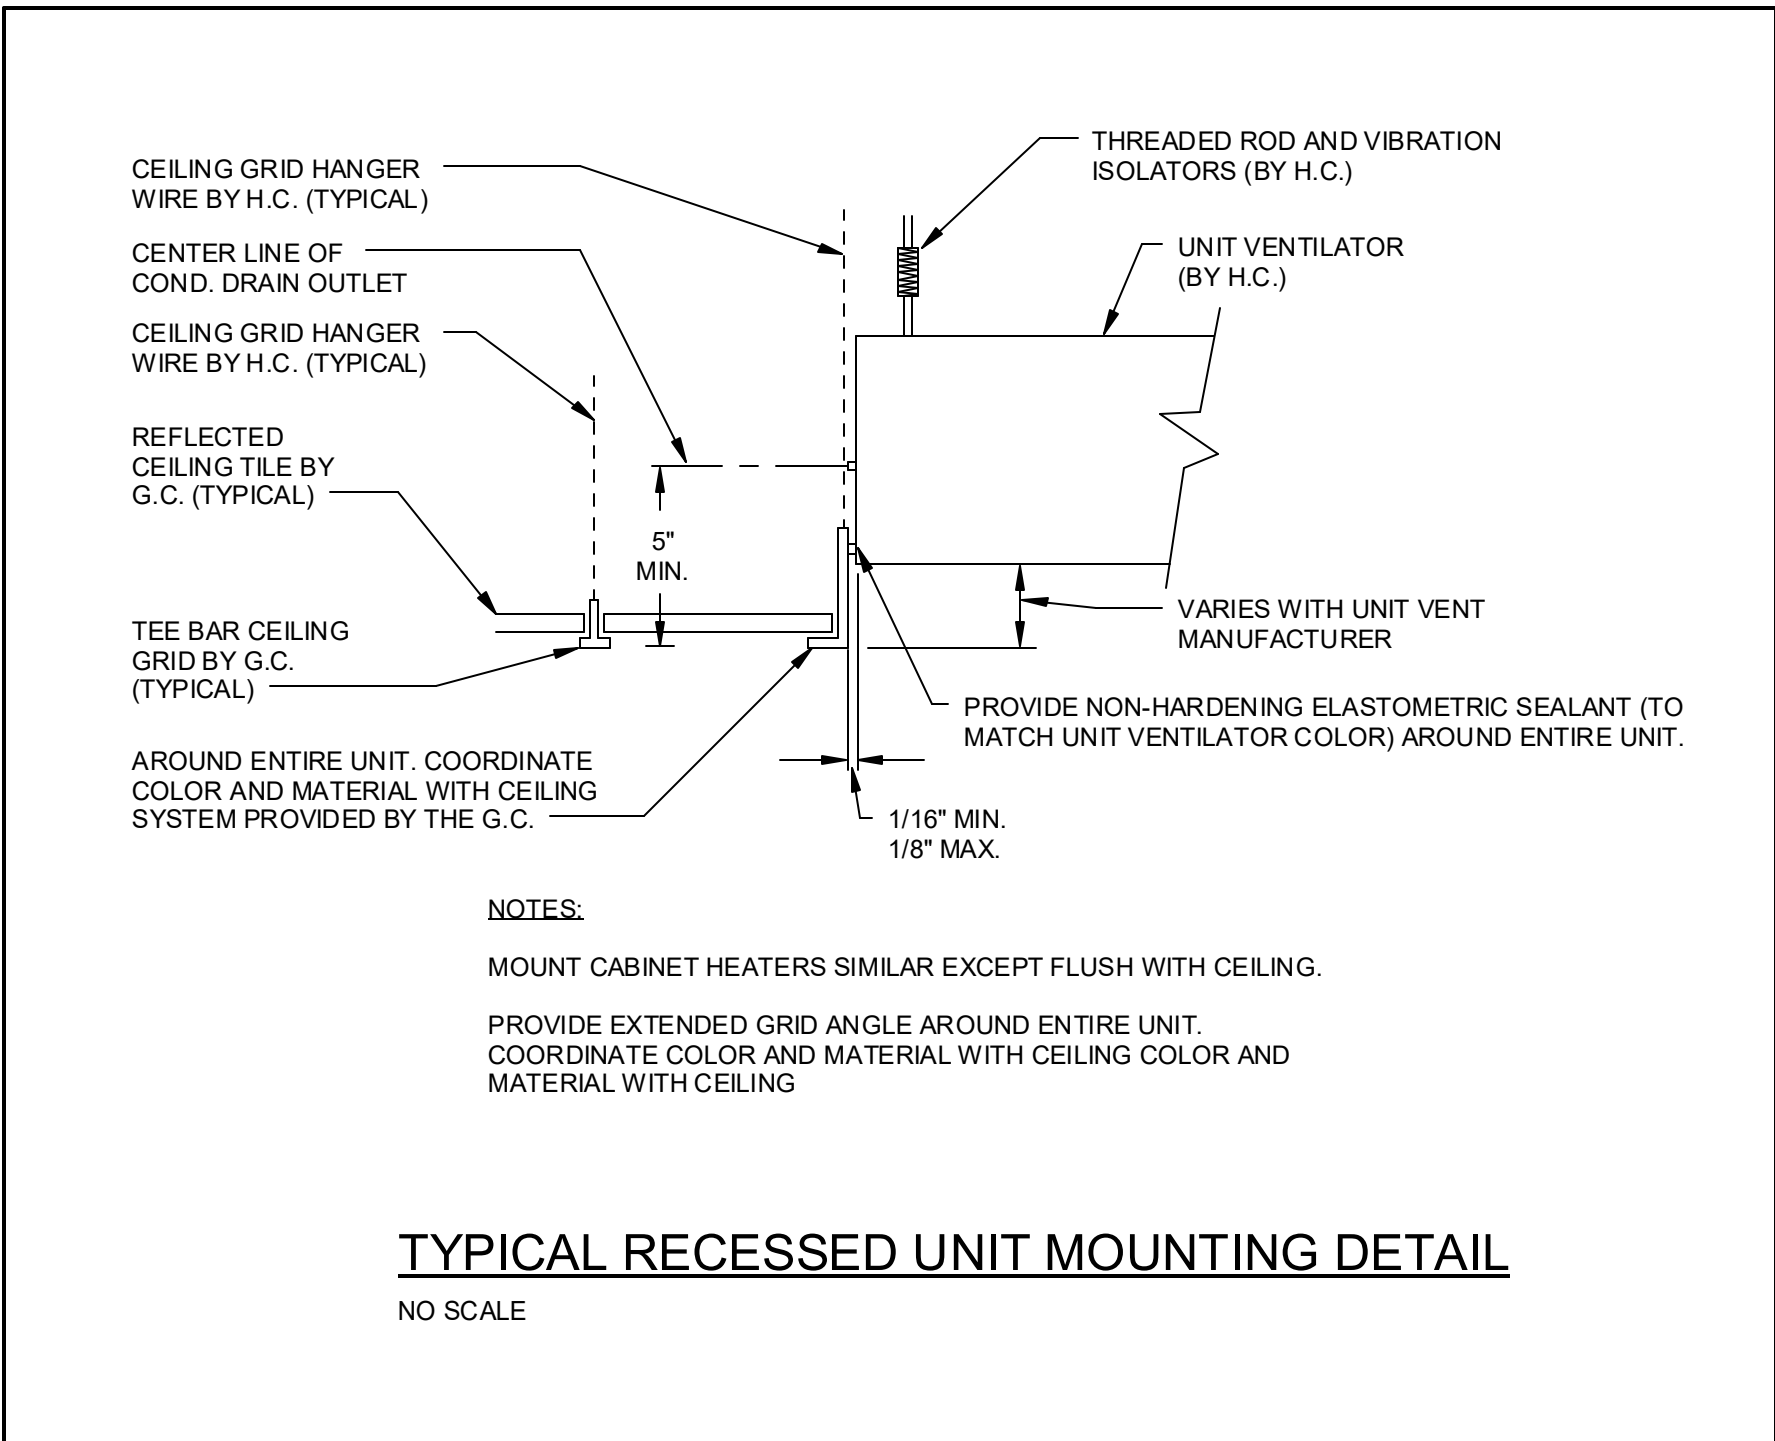 CEILING GRID HANGER
WIRE BY H.C. (TYPICAL)
CENTER LINE OF
COND. DRAIN OUTLET
CEILING GRID HANGER
WIRE BY H.C. (TYPICAL)
REFLECTED
CEILING TILE BY
G.C. (TYPICAL)
TEE BAR CEILING
GRID BY G.C.
(TYPICAL)
AROUND ENTIRE UNIT. COORDINATE
COLOR AND MATERIAL WITH CEILING
SYSTEM PROVIDED BY THE G.C.
5"
MIN.
THREADED ROD AND VIBRATION
ISOLATORS (BY H.C.)
UNIT VENTILATOR
(BY H.C.)
VARIES WITH UNIT VENT
MANUFACTURER
PROVIDE NON-HARDENING ELASTOMETRIC SEALANT (TO
MATCH UNIT VENTILATOR COLOR) AROUND ENTIRE UNIT.
1/16" MIN.
1/8" MAX.
NOTES:
MOUNT CABINET HEATERS SIMILAR EXCEPT FLUSH WITH CEILING.
PROVIDE EXTENDED GRID ANGLE AROUND ENTIRE UNIT.
COORDINATE COLOR AND MATERIAL WITH CEILING COLOR AND
MATERIAL WITH CEILING
TYPICAL RECESSED UNIT MOUNTING DETAIL
NO SCALE